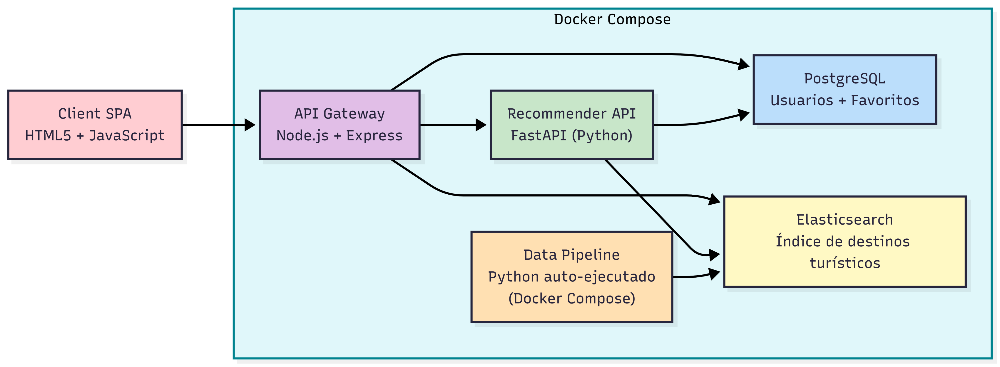 Docker Compose
Client SPA
HTML5 + JavaScript
API Gateway
Node.js + Express
Recommender API
FastAPI (Python)
PostgreSQL
Usuarios + Favoritos
Data Pipeline
Python auto-ejecutado
(Docker Compose)
Elasticsearch
Índice de destinos
turísticos